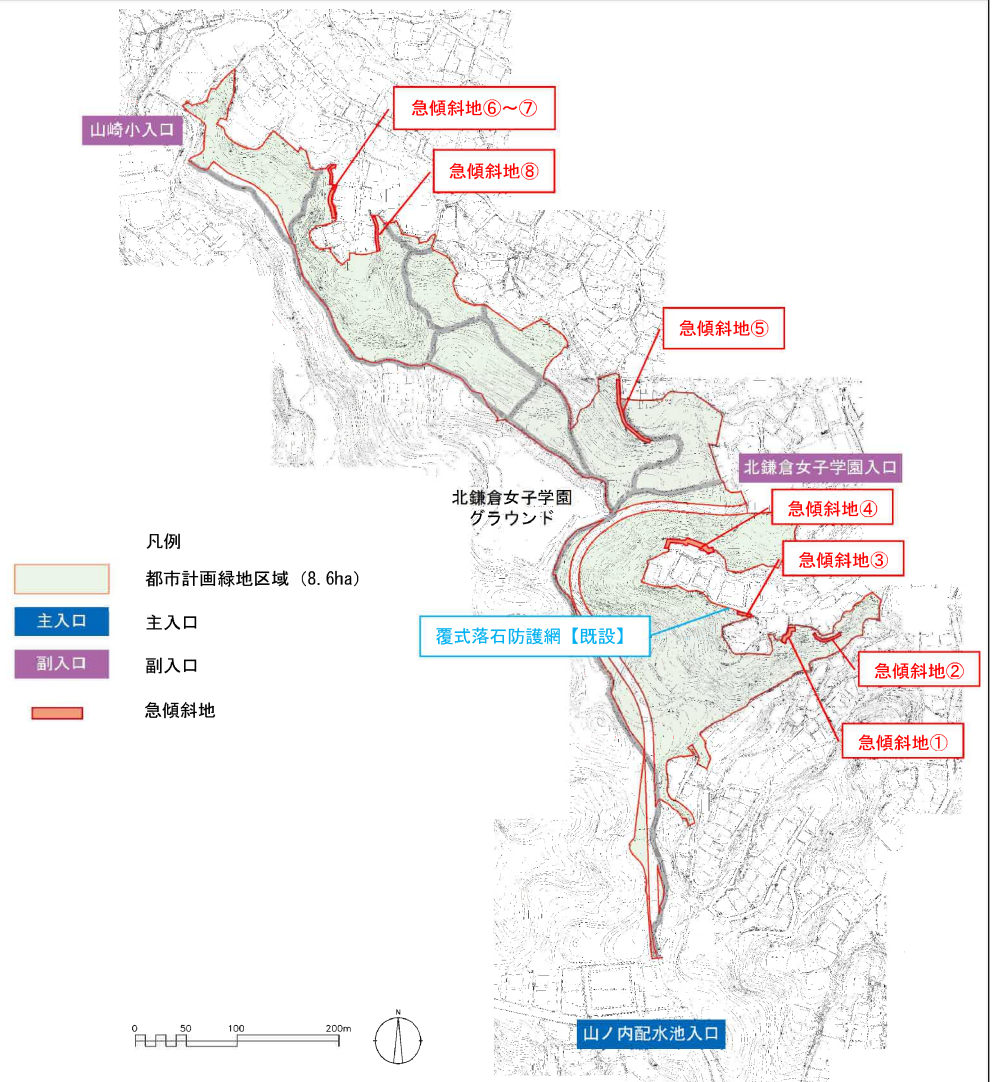 急傾斜地⑥～⑦
山崎小入口
急傾斜地⑧
急傾斜地⑤
北鎌倉女子学園入口
北鎌倉女子学園
グラウンド
急傾斜地④
急傾斜地③
覆式落石防護網【既設】
急傾斜地②
急傾斜地①
凡例
都市計画緑地区域（8.6ha）
主入口 主入口
副入口 副入口
急傾斜地
0 50 100 200m
N
山ノ内配水池入口